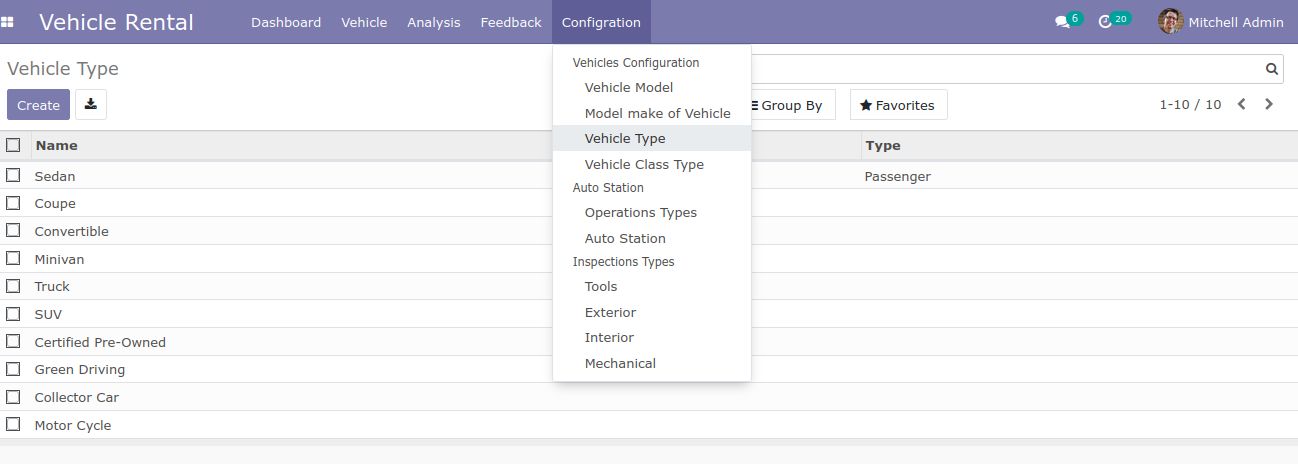 Vehicle Rental Dashboard Vehicle Analysis Feedback Configration 6 20 Mitchell Admin
Vehicle Type
Create
Group By Favorites 1-10 / 10
Vehicles Configuration
Vehicle Model
Model make of Vehicle
Vehicle Type
Vehicle Class Type
Auto Station
Operations Types
Auto Station
Inspections Types
Tools
Exterior
Interior
Mechanical
Name Type
Sedan Passenger
Coupe
Convertible
Minivan
Truck
SUV
Certified Pre-Owned
Green Driving
Collector Car
Motor Cycle